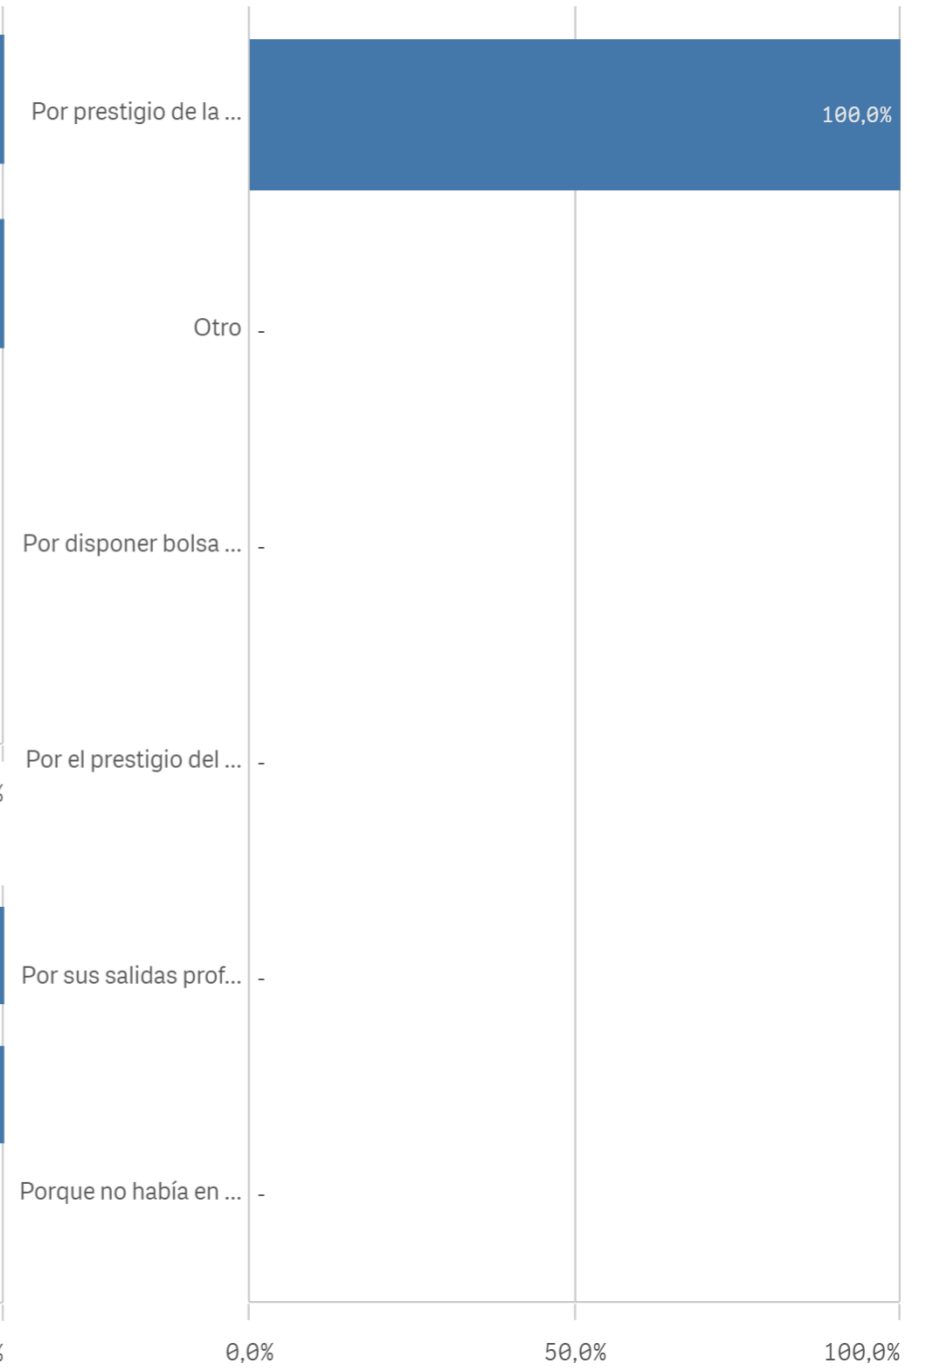 Por prestigio de la ...
100,0%
Otro -
Por disponer bolsa ... -
Por el prestigio del ... -
%
Por sus salidas prof... -
Porque no había en ... -
%
0,0% 50,0% 100,0%